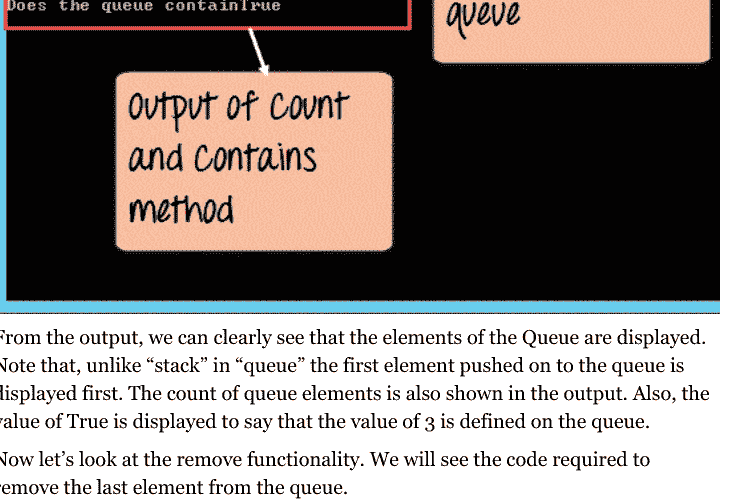 Does the queue containTrue
queue
Output of Count
and Contains
method
From the output, we can clearly see that the elements of the Queue are displayed.
Note that, unlike “stack” in “queue” the first element pushed on to the queue is
displayed first. The count of queue elements is also shown in the output. Also, the
value of True is displayed to say that the value of 3 is defined on the queue.
Now let’s look at the remove functionality. We will see the code required to
remove the last element from the queue.